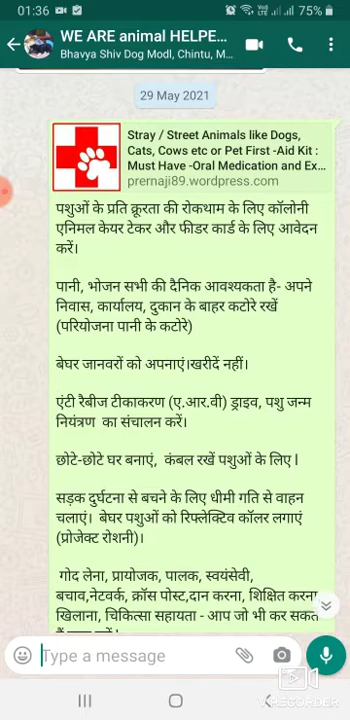 01:36
75%
WE ARE animal HELPE...
Bhavya Shiv Dog Modl, Chintu, M...
29 May 2021
Stray / Street Animals like Dogs,
Cats, Cows etc or Pet First -Aid Kit :
Must Have -Oral Medication and Ex...
prernaji89.wordpress.com
पशुओं के प्रति क्रूरता की रोकथाम के लिए कॉलोनी
एनिमल केयर टेकर और फीडर कार्ड के लिए आवेदन
करें।
पानी, भोजन सभी की दैनिक आवश्यकता है- अपने
निवास, कार्यालय, दुकान के बाहर कटोरे रखें
(परियोजना पानी के कटोरे)
बेघर जानवरों को अपनाएं।खरीदें नहीं।
एंटी रैबीज टीकाकरण (ए.आर.वी) ड्राइव, पशु जन्म
नियंत्रण का संचालन करें।
छोटे-छोटे घर बनाएं, कंबल रखें पशुओं के लिए l
सड़क दुर्घटना से बचने के लिए धीमी गति से वाहन
चलाएं। बेघर पशुओं को रिफ्लेक्टिव कॉलर लगाएं
(प्रोजेक्ट रोशनी)।
गोद लेना, प्रायोजक, पालक, स्वयंसेवी,
बचाव,नेटवर्क, क्रॉस पोस्ट,दान करना, शिक्षित करना
खिलाना, चिकित्सा सहायता - आप जो भी कर सकते
Type a message
VIRECORDER